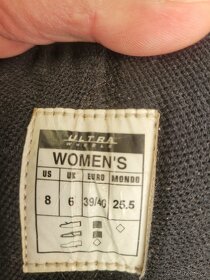 ULTRA
WHEELS
WOMEN'S
US UK EURO MONDO
8 6 39/40 25.5